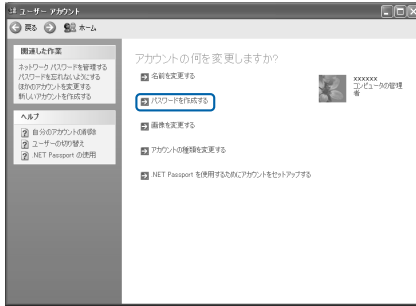 ユーザー アカウント
戻る ホーム
関連した作業
ネットワーク パスワードを管理する
パスワードを忘れないようにする
ほかのアカウントを変更する
新しいアカウントを作成する
ヘルプ
自分のアカウントの削除
ユーザーの切り替え
.NET Passport の使用
アカウントの何を変更しますか?
名前を変更する
パスワードを作成する
画像を変更する
アカウントの種類を変更する
.NET Passport を使用するためにアカウントをセットアップする
xxxxxx
コンピュータの管理
者